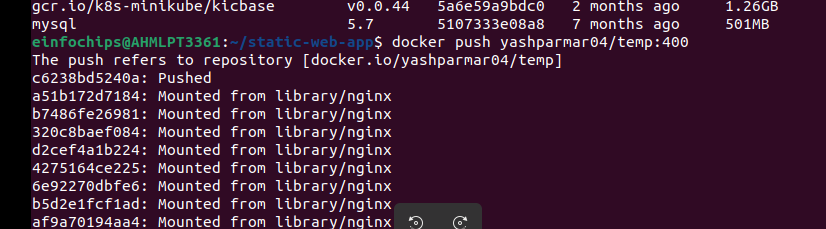 gcr.io/k8s-minikube/kicbase v0.0.44 5a6e59a9bdc0 2 months ago 1.26GB
mysql 5.7 5107333e08a8 7 months ago 501MB
einfochips@AHMLPT3361:~/static-web-app$ docker push yashparmar04/temp:400
The push refers to repository [docker.io/yashparmar04/temp]
c6238bd5240a: Pushed
a51b172d7184: Mounted from library/nginx
b7486fe26981: Mounted from library/nginx
320c8baef084: Mounted from library/nginx
d2cef4a1b224: Mounted from library/nginx
4275164ce225: Mounted from library/nginx
6e92270dbfe6: Mounted from library/nginx
b5d2e1fcf1ad: Mounted from library/nginx
af9a70194aa4: Mounted from library/nginx